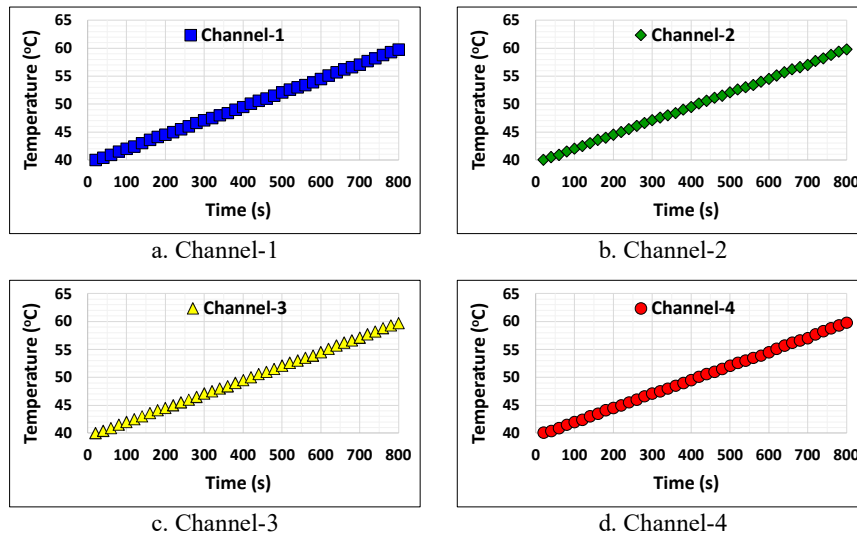 Channel-1
Temperature (ºC)
65
60
55
50
45
40
0 100 200 300 400 500 600 700 800
Time (s)
a. Channel-1
Channel-2
Temperature (ºC)
65
60
55
50
45
40
0 100 200 300 400 500 600 700 800
Time (s)
b. Channel-2
Channel-3
Temperature (ºC)
65
60
55
50
45
40
0 100 200 300 400 500 600 700 800
Time (s)
c. Channel-3
Channel-4
Temperature (ºC)
65
60
55
50
45
40
0 100 200 300 400 500 600 700 800
Time (s)
d. Channel-4